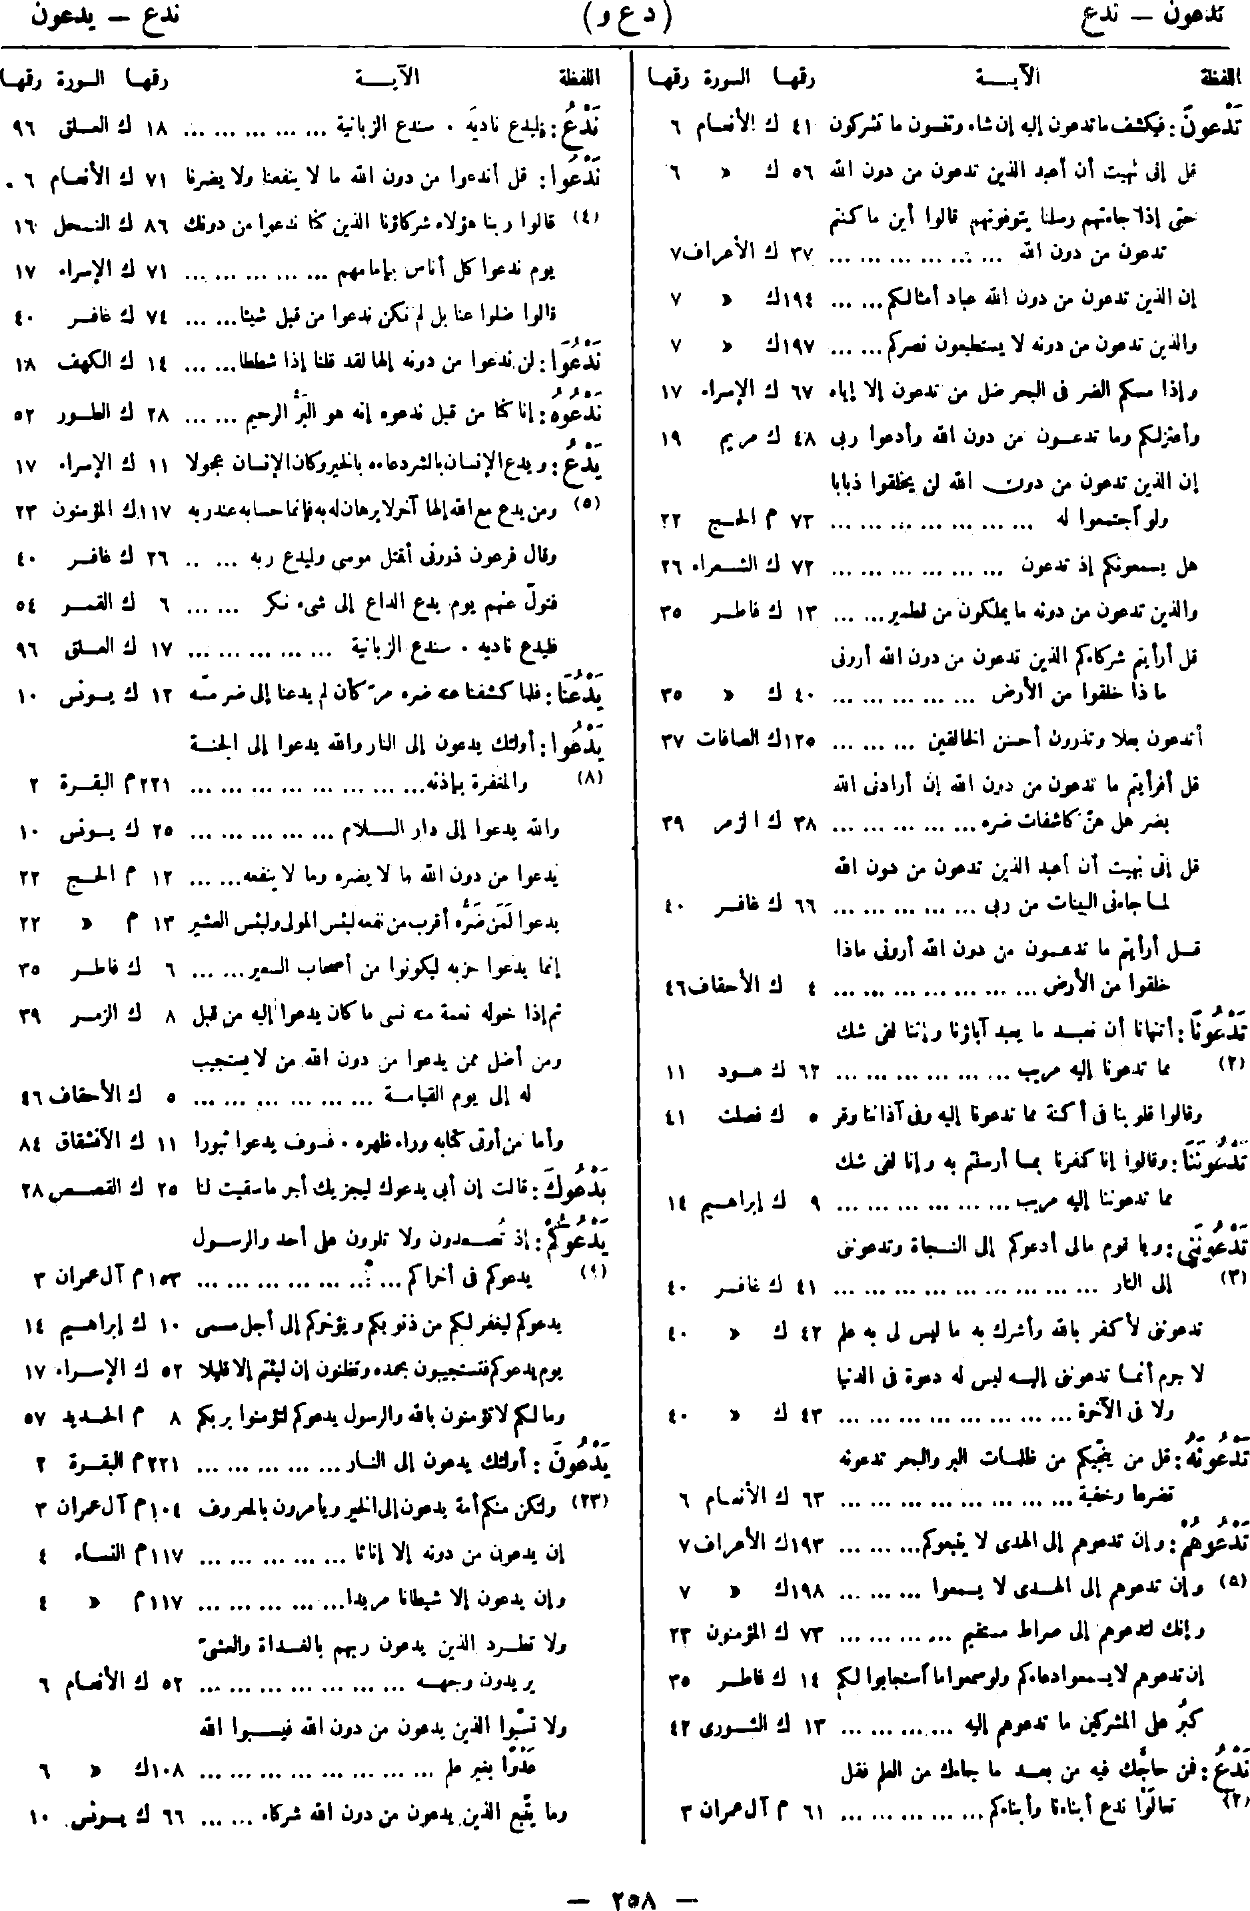 تدعون — ندع
(د ع و)
ندع — يدعون
اللفظة الآيــة رقها السورة رقها
تَدْعونَ : فيكشف ما تدعون إليه إن شاء وتنسون ما تشركون ٤١ ك الأنعام ٦
قل إنى نُهيت أن أعبد الذين تدعون من دون الله ٥٦ ك « ٦
حتى إذا جاءتهم رسلنا يتوفونهم قالوا أين ما كنتم
تدعون من دون الله ... ... ... ... ... ... ٣٧ ك الأعراف ٧
إن الذين تدعون من دون الله عباد أمثالكم ... ... ١٩٤ك « ٧
والذين تدعون من دونه لا يستطيعون نصركم ... ... ١٩٧ك « ٧
وإذا مسكم الضر فى البحر ضل من تدعون إلا إياه ٦٧ ك الإسراء ١٧
وأعتزلكم وما تدعون من دون الله وأدعوا ربى ٤٨ ك مريم ١٩
إن الذين تدعون من دون الله لن يخلقوا ذبابا
ولو آجتمعوا له ... ... ... ... ... ... ... ٧٣ م الحج ٢٢
هل يسمعونكم إذ تدعون ... ... ... ... ... ... ٧٢ ك الشعراء ٢٦
والذين تدعون من دونه ما يملكون من قطمير ... ... ١٣ ك فاطر ٣٥
قل أرأيتم شركاءكم الذين تدعون من دون الله أرونى
ماذا خلقوا من الأرض ... ... ... ... ... ٤٠ ك « ٣٥
أتدعون بعلا وتذرون أحسن الخالقين ... ... ... ١٢٥ك الصافات ٣٧
قل أفرأيتم ما تدعون من دون الله إن أرادنى الله
بضر هل هنّ كاشفات ضره ... ... ... ... ... ٣٨ ك الزمر ٣٩
قل إنى نهيت أن أعبد الذين تدعون من دون الله
لما جاءنى البينات من ربى ... ... ... ... ... ٦٦ ك غافر ٤٠
قل أرأيتم ما تدعون من دون الله أرونى ماذا
خلقوا من الأرض ... ... ... ... ... ... ... ٤ ك الأحقاف ٤٦
تَدْعُونَا : أتنهانا أن نعبد ما يعبد آباؤنا وإننا لفى شك
(٢) مما تدعونا إليه مريب ... ... ... ... ... ... ٦٢ ك هود ١١
وقالوا قلوبنا فى أكنة مما تدعونا إليه وفى آذاننا وقر ٥ ك فصلت ٤١
تَدْعُونَنَا : وقالوا إنا كفرنا بما أرسلتم به وإنا لفى شك
مما تدعوننا إليه مريب ... ... ... ... ... ... ٩ ك إبراهيم ١٤
تَدْعُونَنِى : ويا قوم مالى أدعوكم إلى النجاة وتدعوننى
(٣) إلى النار ... ... ... ... ... ... ... ... ... ٤١ ك غافر ٤٠
تدعوننى لأكفر بالله وأشرك به ما ليس لى به علم ٤٢ ك « ٤٠
لا جرم أنما تدعوننى إليه ليس له دعوة فى الدنيا
ولا فى الآخرة ... ... ... ... ... ... ... ... ٤٣ ك « ٤٠
تَدْعُونَهُ : قل من ينجّيكم من ظلمات البر والبحر تدعونه
تضرعا وخفية ... ... ... ... ... ... ... ... ٦٣ ك الأنعام ٦
تَدْعُوهُمْ : وإن تدعوهم إلى الهدى لا يتبعوكم ... ... ... ١٩٣ك الأعراف ٧
(٥) وإن تدعوهم إلى الهدى لا يسمعوا ... ... ... ١٩٨ك « ٧
وإنك لتدعوهم إلى صراط مستقيم ... ... ... ... ٧٣ ك المؤمنون ٢٣
إن تدعوهم لا يسمعوا دعاءكم ولو سمعوا ما آستجابوا لكم ١٤ ك فاطر ٣٥
كبُر على المشركين ما تدعوهم إليه ... ... ... ... ١٣ ك الشورى ٤٢
نَدْعُ : فمن حاجّك فيه من بعد ما جاءك من العلم فقل
(٢) تعالَوْا ندع أبناءنا وأبناءكم ... ... ... ... ... ٦١ م آل عمران ٣
اللفظة الآيــة رقها السورة رقها
نَدْعُ : فليدع ناديَه . سندع الزبانية ... ... ... ... ... ١٨ ك العلق ٩٦
نَدْعُوا : قل أندعوا من دون الله ما لا ينفعنا ولا يضرنا ٧١ ك الأنعام ٦
(٤) قالوا ربنا هؤلاء شركاؤنا الذين كنا ندعوا من دونك ٨٦ ك النحل ١٦
يوم ندعوا كل أناس بإمامهم ... ... ... ... ... ٧١ ك الإسراء ١٧
قالوا ضلوا عنا بل لم نكن ندعوا من قبل شيئا ... ... ٧٤ ك غافر ٤٠
نَدْعُوَا : لن ندعوا من دونه إلها لقد قلنا إذا شططا ... ... ١٤ ك الكهف ١٨
نَدْعُوهُ : إنا كنا من قبل ندعوه إنه هو البَرُّ الرحيم ... ... ٢٨ ك الطور ٥٢
يَدْعُ : ويدع الإنسان بالشر دعاءه بالخير وكان الإنسان عجولا ١١ ك الإسراء ١٧
(٥) ومن يدع مع الله إلها آخر لا برهان له به فإنما حسابه عند ربه ١١٧ك المؤمنون ٢٣
وقال فرعون ذرونى أقتل موسى وليدع ربه ... .. ٢٦ ك غافر ٤٠
فتولّ عنهم يوم يدع الداع إلى شىء نكر ... ... ٦ ك القمر ٥٤
فليدع ناديه . سندع الزبانية ... ... ... ... ... ١٧ ك العلق ٩٦
يَدْعُنَا : فلما كشفنا عنه ضره مرّ كأن لم يدعنا إلى ضر مسّه ١٢ ك يونس ١٠
يَدْعُوا : أولئك يدعون إلى النار والله يدعوا إلى الجنة
(٨) والمغفرة بإذنه ... ... ... ... ... ... ... ... ٢٢١م البقرة ٢
والله يدعوا إلى دار السلام ... ... ... ... ... ٢٥ ك يونس ١٠
يدعوا من دون الله ما لا يضره وما لا ينفعه ... ... ١٢ م الحج ٢٢
يدعوا لَمَن ضَرُّه أقرب من نفعه لبئس المولى ولبئس العشير ١٣ م « ٢٢
إنما يدعوا حزبه ليكونوا من أصحاب السعير ... ... ٦ ك فاطر ٣٥
ثم إذا خوله نعمة منه نسى ما كان يدعوا إليه من قبل ٨ ك الزمر ٣٩
ومن أضل ممن يدعوا من دون الله من لا يستجيب
له إلى يوم القيامة ... ... ... ... ... ... ... ٥ ك الأحقاف ٤٦
وأما من أوتى كتابه وراء ظهره . فسوف يدعوا ثبورا ١١ ك الآنشقاق ٨٤
يَدْعُوكَ : قالت إن أبى يدعوك ليجزيك أجر ما سقيت لنا ٢٥ ك القصص ٢٨
يَدْعُوكُمْ : إذ تُصعدون ولا تلوون على أحد والرسول
(٩) يدعوكم فى أخراكم ... ... ... ... ... ... ... ١٥٣م آل عمران ٣
يدعوكم ليغفر لكم من ذنوبكم ويؤخركم إلى أجل مسمى ١٠ ك إبراهيم ١٤
يوم يدعوكم فتستجيبون بحمده وتظنون إن لبثتم إلا قليلا ٥٢ ك الإسراء ١٧
وما لكم لا تؤمنون بالله والرسول يدعوكم لتؤمنوا بربكم ٨ م الحديد ٥٧
يَدْعُونَ : أولئك يدعون إلى النار ... ... ... ... ... ٢٢١م البقرة ٢
(٢٣) ولتكن منكم أمة يدعون إلى الخير ويأمرون بالمعروف ١٠٤م آل عمران ٣
إن يدعون من دونه إلا إناثا ... ... ... ... ... ١١٧م النساء ٤
وإن يدعون إلا شيطانا مريدا ... ... ... ... ... ١١٧م « ٤
ولا تطرد الذين يدعون ربهم بالغداة والعشىّ
يريدون وجهه ... ... ... ... ... ... ... ... ٥٢ ك الأنعام ٦
ولا تسبّوا الذين يدعون من دون الله فيسبوا الله
عَدْوًا بغير علم ... ... ... ... ... ... ... ... ١٠٨ك « ٦
وما يتّبع الذين يدعون من دون الله شركاء ... ... ٦٦ ك يونس ١٠
— ٢٥٨ —